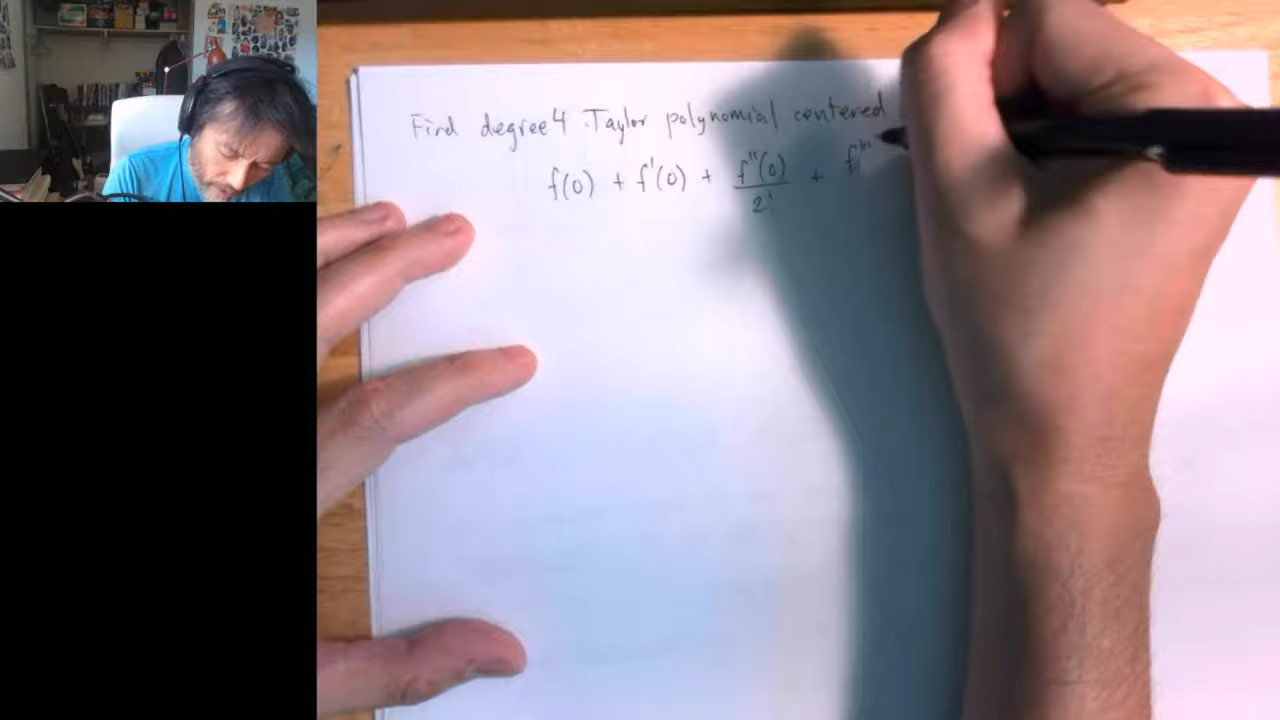 Find degree 4 Taylor polynomial centered
f(0) + f'(0) + f''(0)/2! + f'''